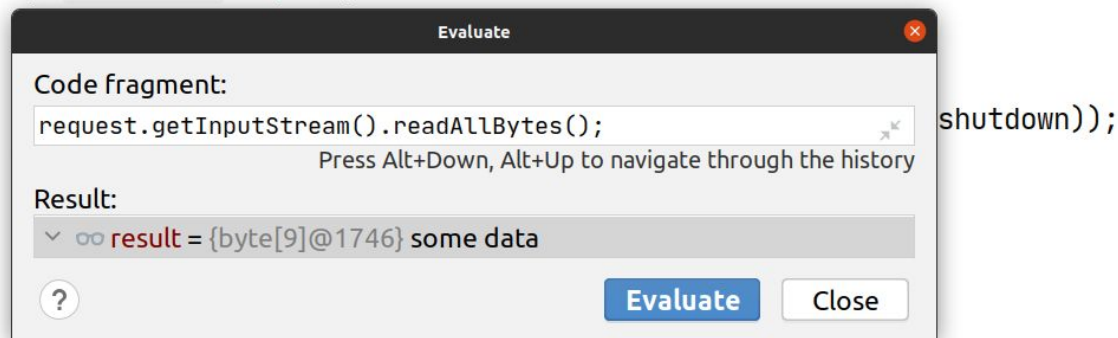 Evaluate
Code fragment:
request.getInputStream().readAllBytes();
shutdown));
Press Alt+Down, Alt+Up to navigate through the history
Result:
result = {byte[9]@1746} some data
?
Evaluate
Close